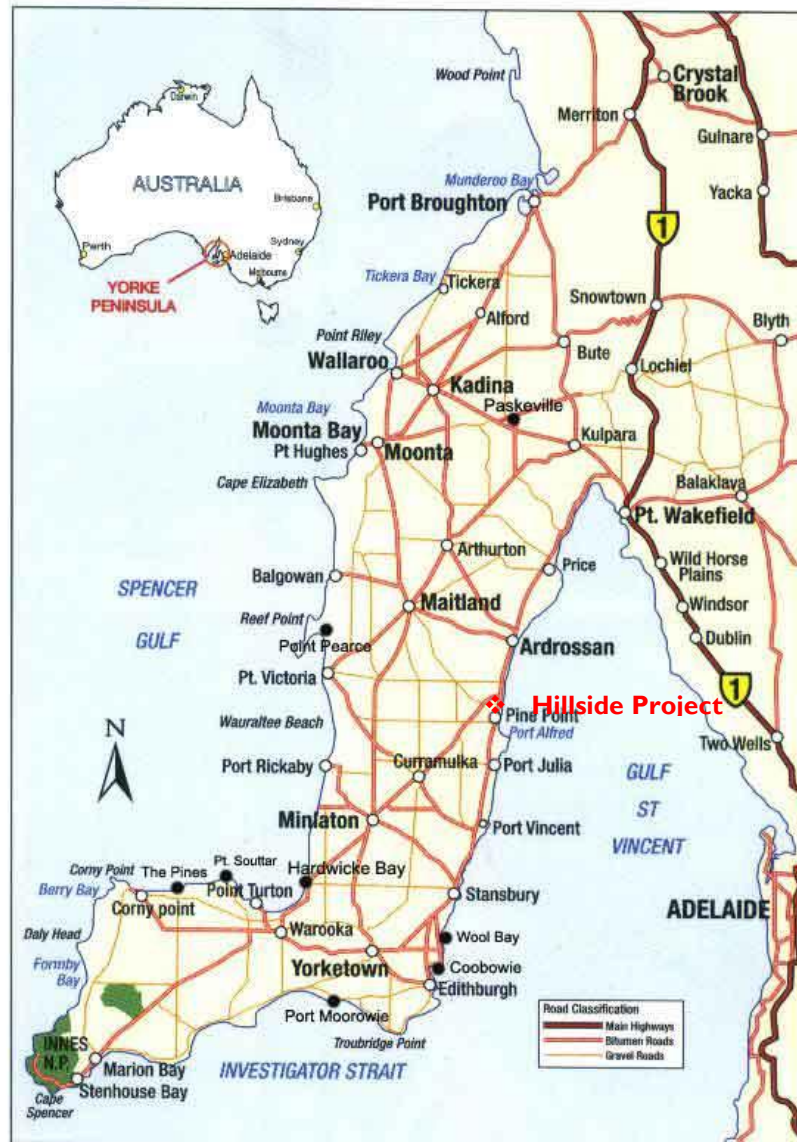 Wood Point
Crystal
Brook
Merriton
Gulnare
Darwin
AUSTRALIA
Brisbane
Perth
Adelaide
Sydney
Melbourne
YORKE
PENINSULA
Munderoo Bay
Port Broughton
Yacka
1
Tickera Bay
Tickera
Snowtown
Alford
Blyth
Point Riley
Bute
Wallaroo
Lochiel
Kadina
Moonta Bay
Paskeville
Moonta Bay
Pt Hughes
Moonta
Kulpara
Cape Elizabeth
Balaklava
Pt. Wakefield
Arthurton
Price
Wild Horse
Plains
Balgowan
SPENCER
GULF
Maitland
Windsor
Reef Point
Point Pearce
Ardrossan
Dublin
Pt. Victoria
1
Hillside Project
Pine Point
Port Alfred
Wauraltee Beach
N
Two Wells
Port Rickaby
Curramulka
Port Julia
GULF
ST
VINCENT
Minlaton
Port Vincent
Corny Point
The Pines
Pt. Souttar
Hardwicke Bay
Berry Bay
Corny point
Point Turton
Stansbury
ADELAIDE
Daly Head
Warooka
Wool Bay
Formby
Bay
Yorketown
Coobowie
Edithburgh
Port Moorowie
Troubridge Point
Road Classification
Main Highways
Bitumen Roads
Gravel Roads
INNES
N.P.
Marion Bay
Stenhouse Bay
INVESTIGATOR STRAIT
Cape
Spencer